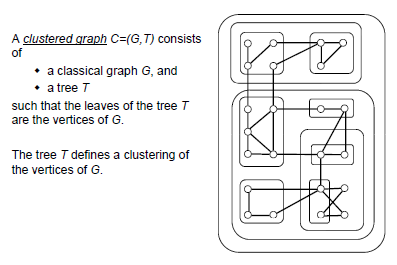 A clustered graph C=(G,T) consists
of
• a classical graph G, and
• a tree T
such that the leaves of the tree T
are the vertices of G.
The tree T defines a clustering of
the vertices of G.